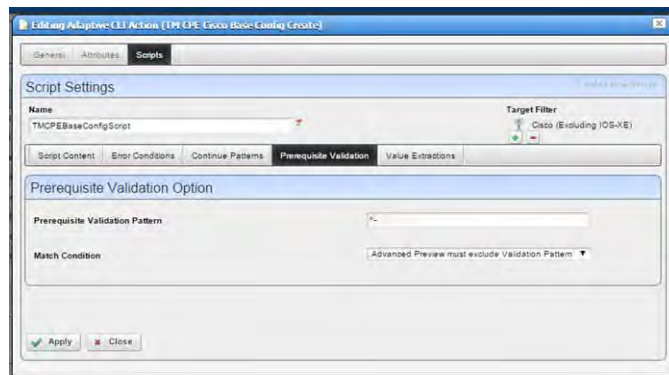 Editing Adaptive CLI Action (TM CPE Cisco Base Config Create)
General Attributes Scripts
Script Settings
Name
Target Filter
TMCPEBaseConfigScript
Cisco (Excluding IOS-XE)
Script Content Error Conditions Continue Patterns Prerequisite Validation Value Extractions
Prerequisite Validation Option
Prerequisite Validation Pattern
Match Condition
Advanced Preview must exclude Validation Pattern
Apply Close